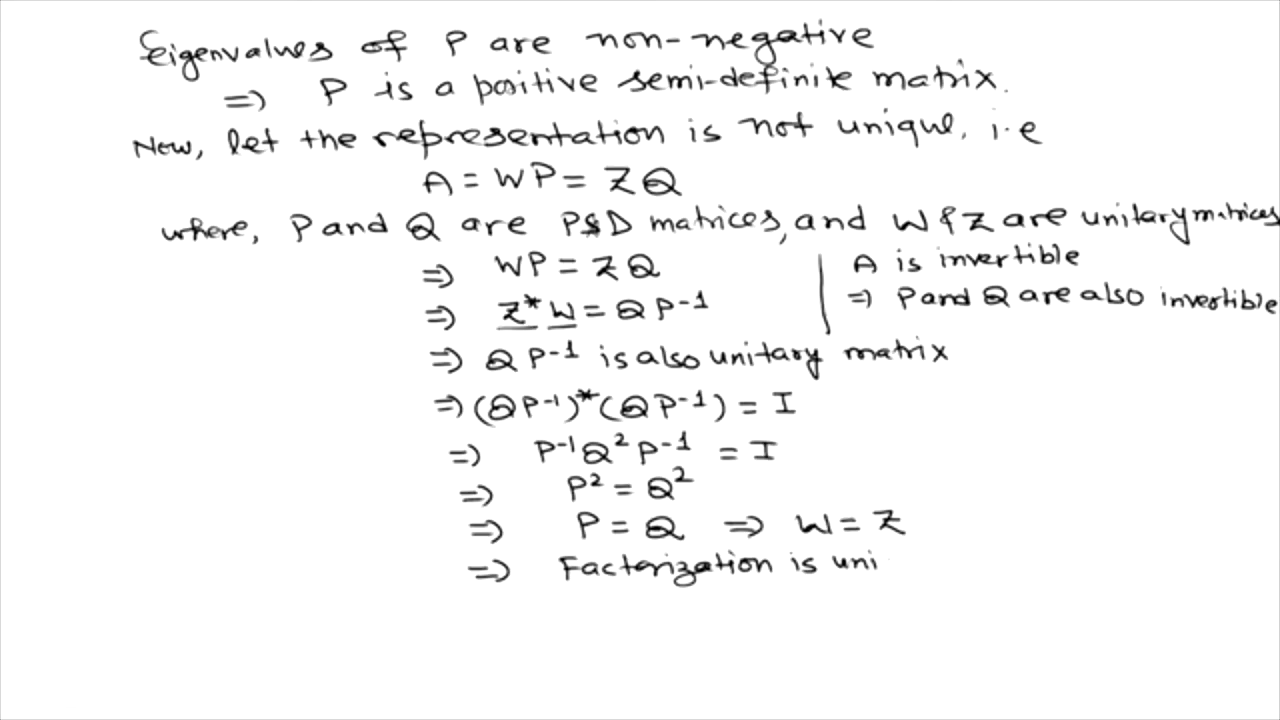 Eigenvalues of P are non-negative
⇒ P is a positive semi-definite matrix.
Now, let the representation is not unique, i.e
A = WP = ZQ
where, P and Q are PSD matrices, and W & Z are unitary matrices
⇒ WP = ZQ
A is invertible
⇒ Z* W = QP⁻¹
⇒ P and Q are also invertible
⇒ QP⁻¹ is also unitary matrix
⇒ (QP⁻¹)*(QP⁻¹) = I
⇒ P⁻¹Q²P⁻¹ = I
⇒ P² = Q²
⇒ P = Q ⇒ W = Z
⇒ Factorization is uni